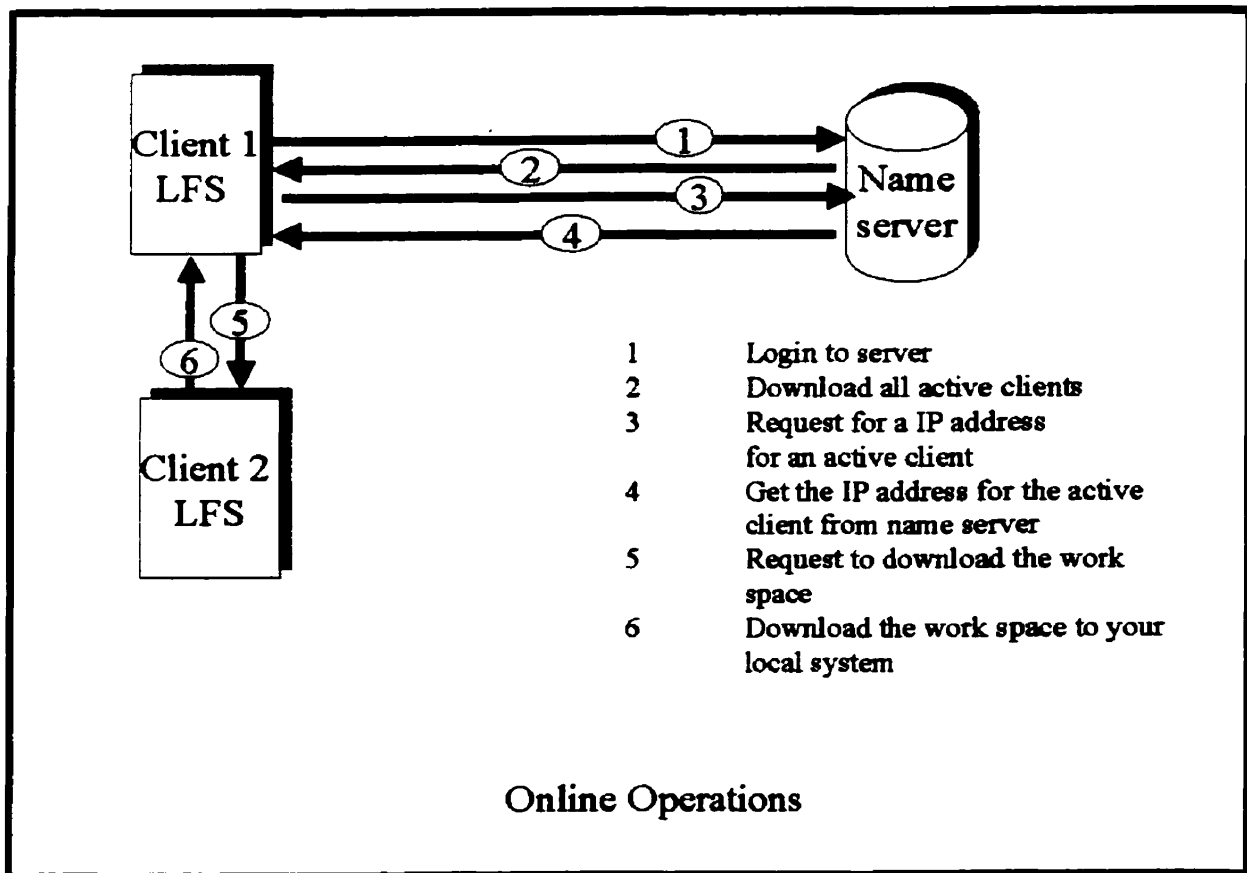 Client 1
LFS
1
2
3
4
Name
server
5
6
Client 2
LFS
1 Login to server
2 Download all active clients
3 Request for a IP address
for an active client
4 Get the IP address for the active
client from name server
5 Request to download the work
space
6 Download the work space to your
local system
Online Operations